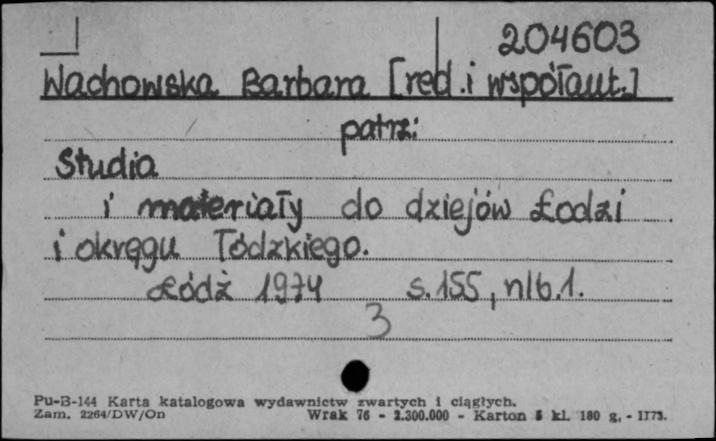 204603
Wachowska Barbara [red. i współaut.]
patrz:
Studia
i materiały do dziejów Łodzi
i okręgu łódzkiego.
Łódź 1974 s. 155, nlb. 1.
3
Pu-B-144 Karta katalogowa wydawnictw zwartych i ciągłych.
Zam. 2264/DW/On Wrak 76 - 2.300.000 - Karton 5 kl. 180 g. - II73.